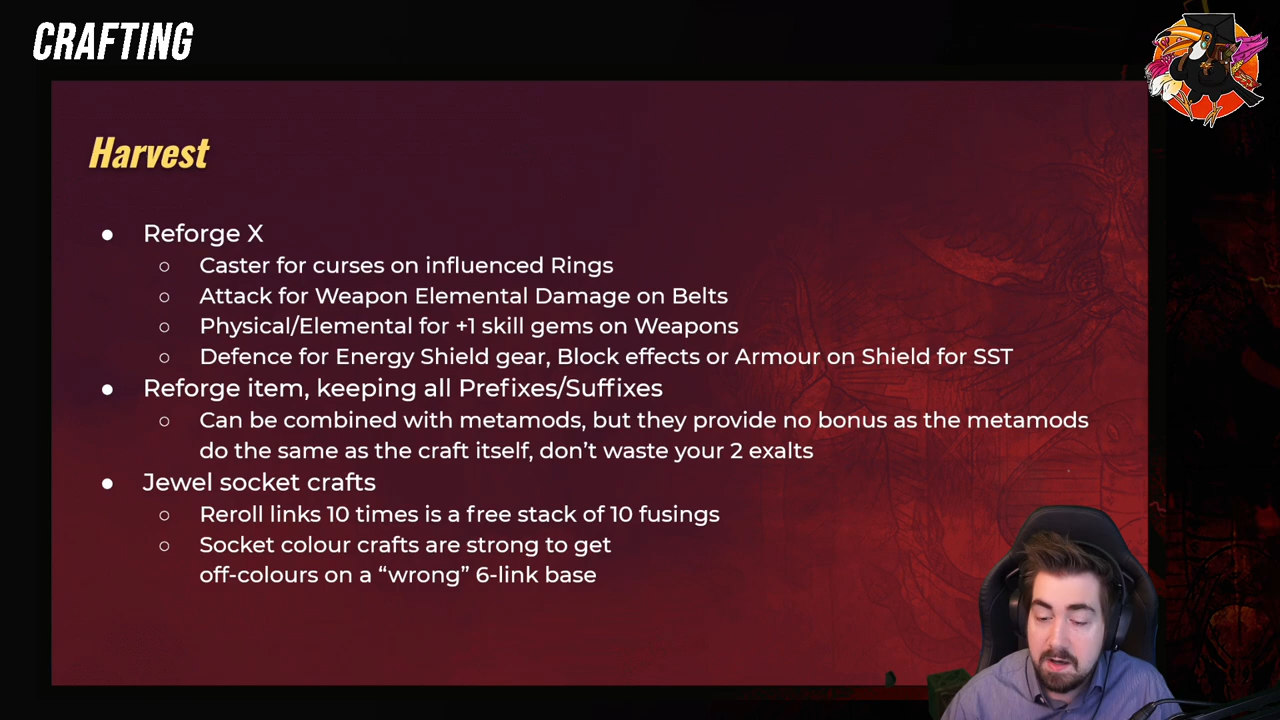 CRAFTING
Harvest
● Reforge X
○ Caster for curses on influenced Rings
○ Attack for Weapon Elemental Damage on Belts
○ Physical/Elemental for +1 skill gems on Weapons
○ Defence for Energy Shield gear, Block effects or Armour on Shield for SST
● Reforge item, keeping all Prefixes/Suffixes
○ Can be combined with metamods, but they provide no bonus as the metamods
do the same as the craft itself, don’t waste your 2 exalts
● Jewel socket crafts
○ Reroll links 10 times is a free stack of 10 fusings
○ Socket colour crafts are strong to get
off-colours on a “wrong” 6-link base